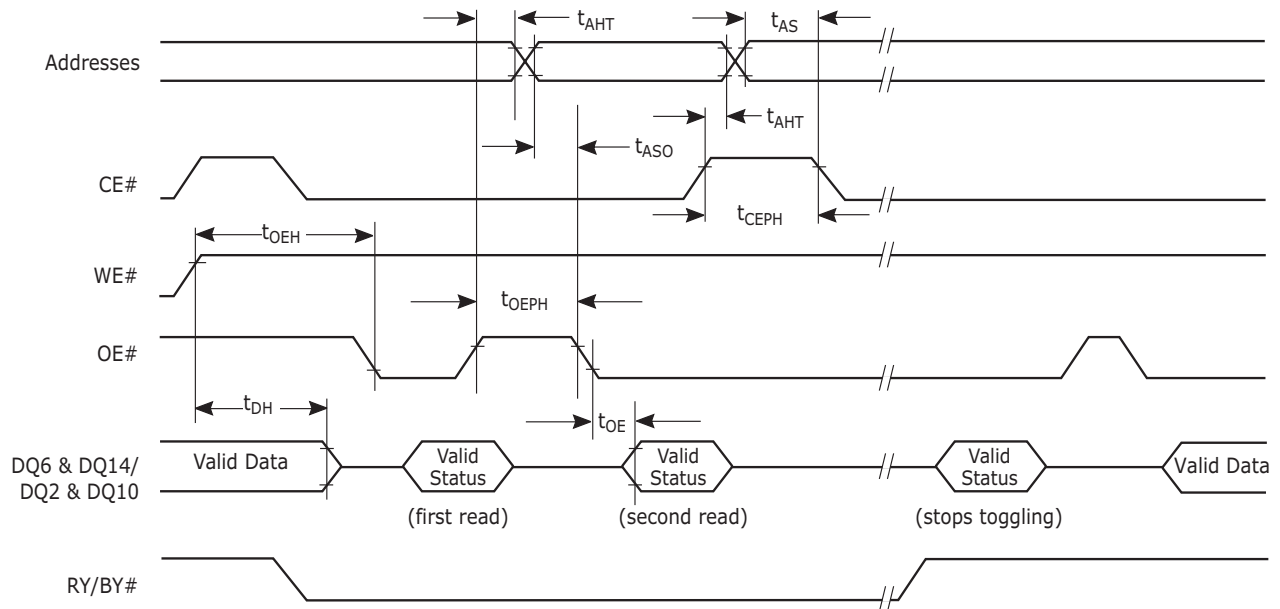 tAHT
tAS
Addresses
tAHT
tASO
CE#
tCEPH
tOEH
WE#
tOEPH
OE#
tDH
tOE
DQ6 & DQ14/
DQ2 & DQ10
Valid Data
Valid
Status
Valid
Status
Valid
Status
Valid Data
(first read)
(second read)
(stops toggling)
RY/BY#